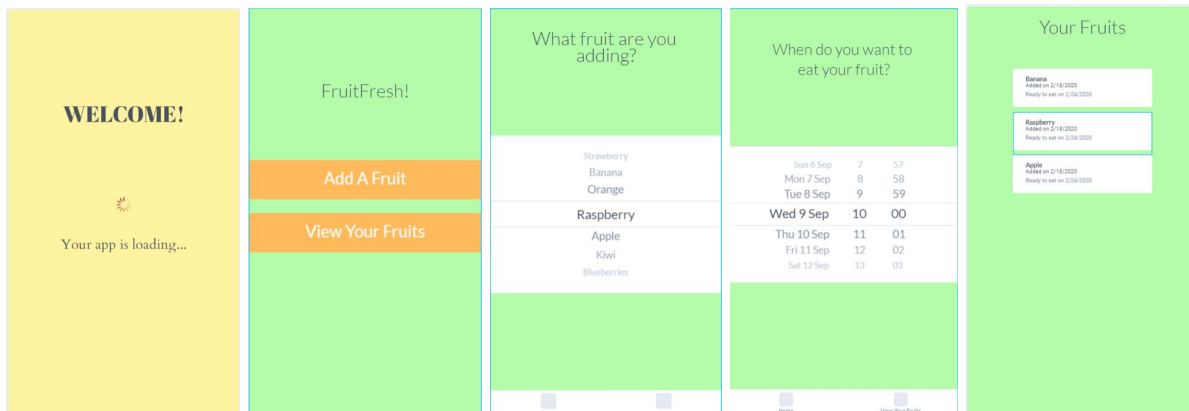 WELCOME!
Your app is loading...
FruitFresh!
Add A Fruit
View Your Fruits
What fruit are you
adding?
Strawberry
Banana
Orange
Raspberry
Apple
Kiwi
Blueberries
When do you want to
eat your fruit?
Sun 6 Sep 7 57
Mon 7 Sep 8 58
Tue 8 Sep 9 59
Wed 9 Sep 10 00
Thu 10 Sep 11 01
Fri 11 Sep 12 02
Sat 12 Sep 13 03
Home View Your Fruits
Your Fruits
Banana
Added on 2/18/2020
Ready to eat on 2/24/2020
Raspberry
Added on 2/18/2020
Ready to eat on 2/24/2020
Apple
Added on 2/18/2020
Ready to eat on 2/24/2020